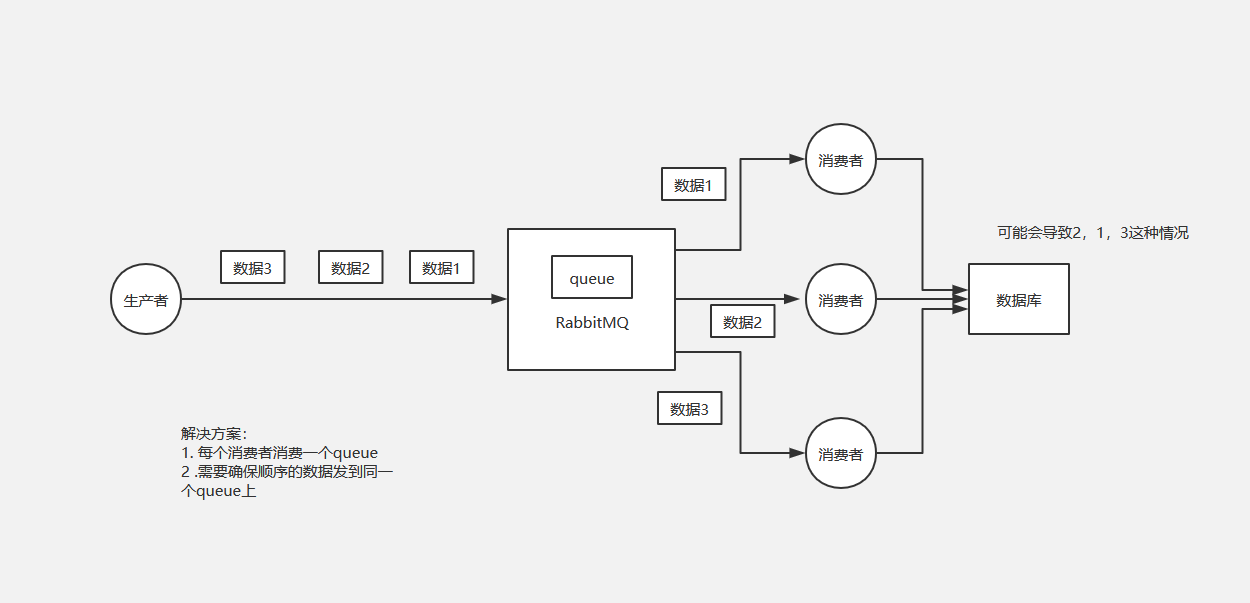 数据1
消费者
可能会导致2，1，3这种情况
数据3
数据2
数据1
queue
生产者
消费者
数据库
RabbitMQ
数据2
数据3
解决方案：
1. 每个消费者消费一个queue
消费者
2 .需要确保顺序的数据发到同一
个queue上